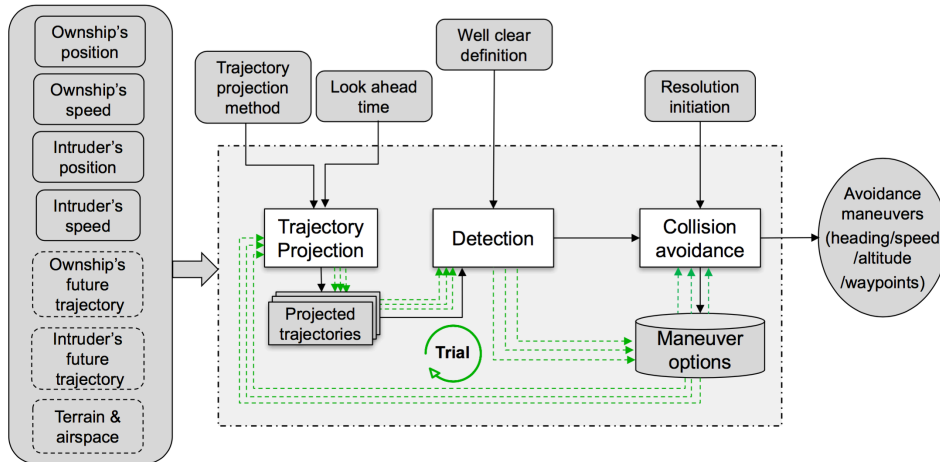 Ownship's
position
Ownship's
speed
Intruder's
position
Intruder's
speed
Ownship's
future
trajectory
Intruder's
future
trajectory
Terrain &
airspace
Trajectory
projection
method
Look ahead
time
Well clear
definition
Resolution
initiation
Trajectory
Projection
Detection
Collision
avoidance
Projected
trajectories
Trial
Maneuver
options
Avoidance
maneuvers
(heading/speed
/altitude
/waypoints)